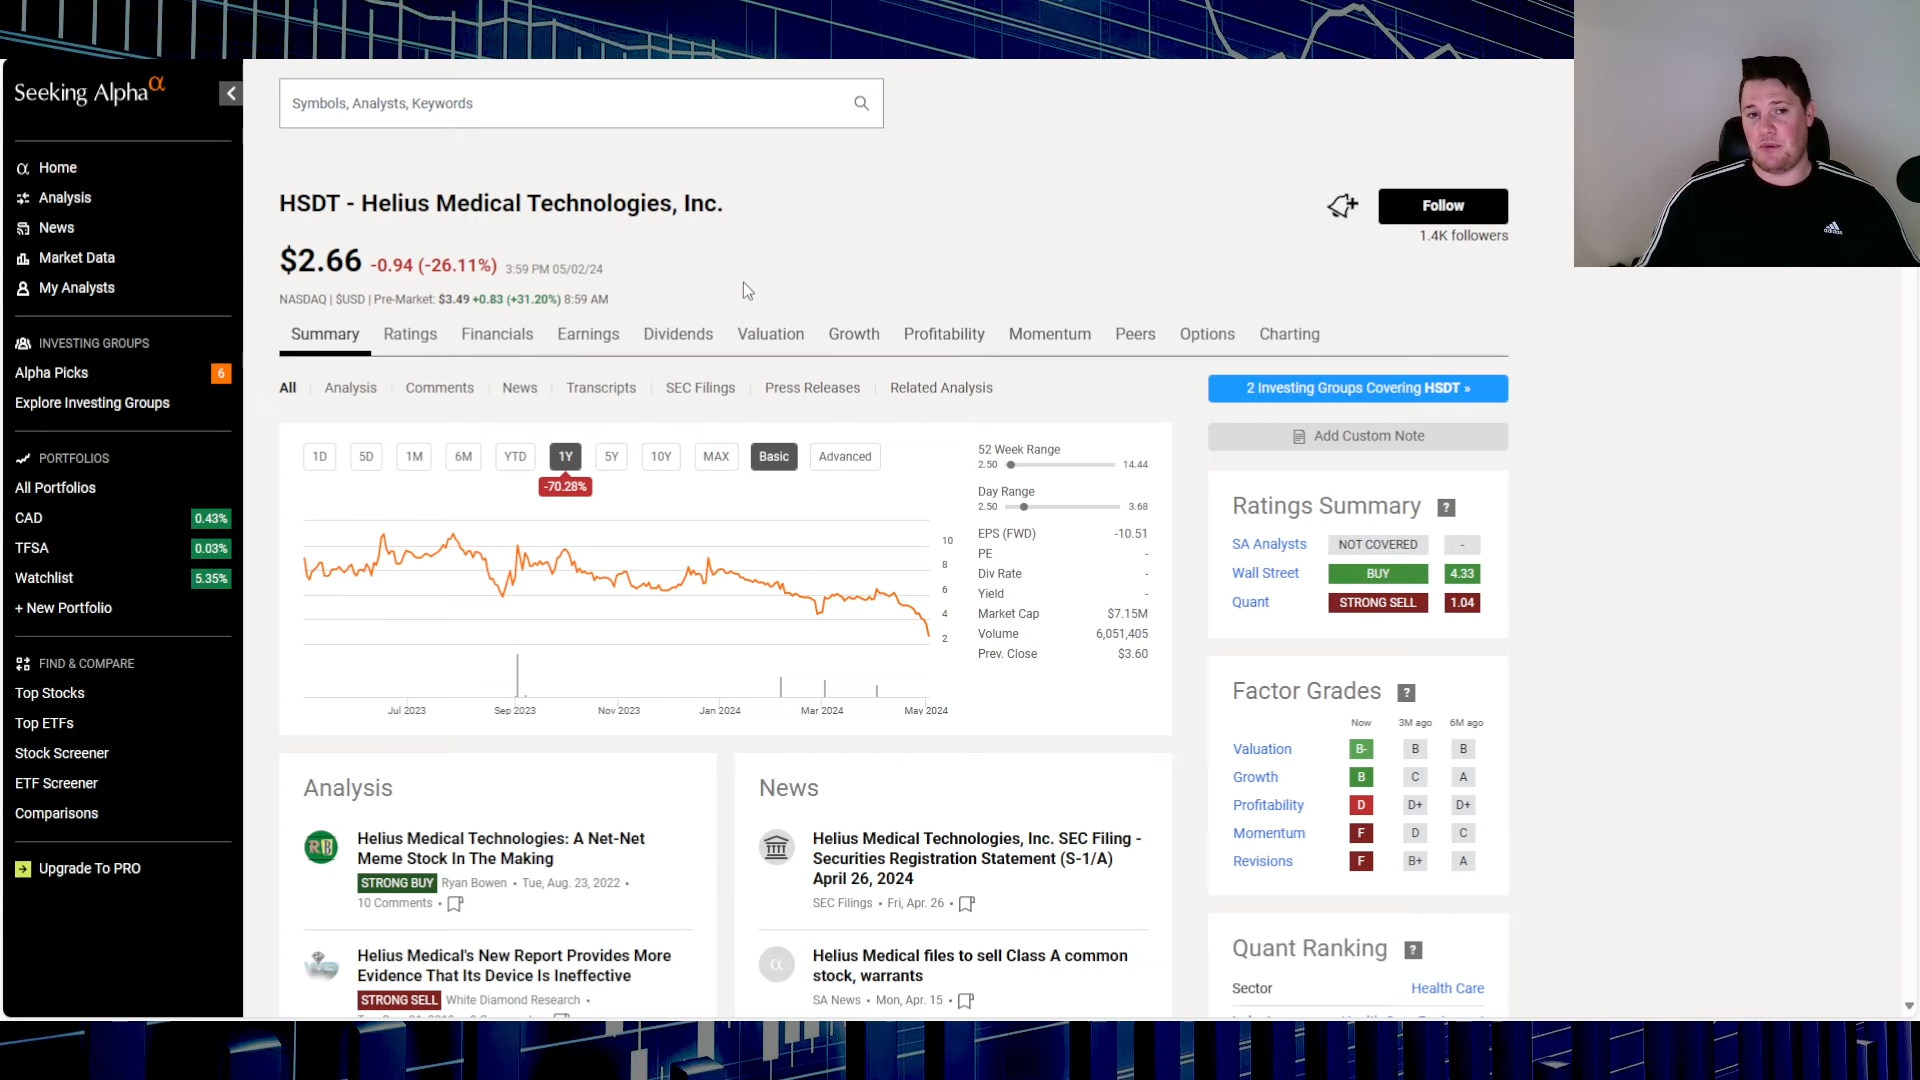 Seeking Alpha α
Symbols, Analysts, Keywords
Home
Analysis
News
Market Data
My Analysts
INVESTING GROUPS
Alpha Picks 6
Explore Investing Groups
PORTFOLIOS
All Portfolios
CAD 0.43%
TFSA 0.03%
Watchlist 5.35%
+ New Portfolio
FIND & COMPARE
Top Stocks
Top ETFs
Stock Screener
ETF Screener
Comparisons
Upgrade To PRO
HSDT - Helius Medical Technologies, Inc.
Follow
1.4K followers
$2.66 -0.94 (-26.11%) 3:59 PM 05/02/24
NASDAQ | $USD | Pre-Market: $3.49 +0.83 (+31.20%) 8:59 AM
Summary Ratings Financials Earnings Dividends Valuation Growth Profitability Momentum Peers Options Charting
All Analysis Comments News Transcripts SEC Filings Press Releases Related Analysis
1D 5D 1M 6M YTD 1Y 5Y 10Y MAX Basic Advanced
-70.28%
10
8
6
4
2
Jul 2023 Sep 2023 Nov 2023 Jan 2024 Mar 2024 May 2024
52 Week Range
2.50 14.44
Day Range
2.50 3.68
EPS (FWD) -10.51
PE -
Div Rate -
Yield -
Market Cap $7.15M
Volume 6,051,405
Prev. Close $3.60
2 Investing Groups Covering HSDT »
Add Custom Note
Ratings Summary ?
SA Analysts NOT COVERED -
Wall Street BUY 4.33
Quant STRONG SELL 1.04
Factor Grades ?
Now 3M ago 6M ago
Valuation B- B B
Growth B C A
Profitability D D+ D+
Momentum F D C
Revisions F B+ A
Quant Ranking ?
Sector Health Care
Analysis
RB
Helius Medical Technologies: A Net-Net
Meme Stock In The Making
STRONG BUY Ryan Bowen • Tue, Aug. 23, 2022 •
10 Comments •
Helius Medical's New Report Provides More
Evidence That Its Device Is Ineffective
STRONG SELL White Diamond Research •
News
Helius Medical Technologies, Inc. SEC Filing -
Securities Registration Statement (S-1/A)
April 26, 2024
SEC Filings • Fri, Apr. 26 •
Helius Medical files to sell Class A common
stock, warrants
SA News • Mon, Apr. 15 •
adidas